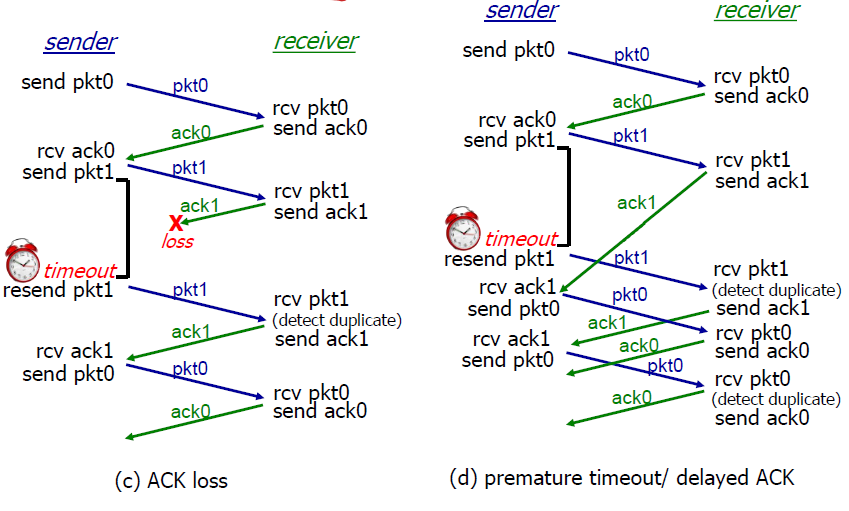 sender
receiver
send pkt0
pkt0
rcv pkt0
send ack0
ack0
rcv ack0
send pkt1
pkt1
rcv pkt1
send ack1
ack1
X
loss
timeout
resend pkt1
pkt1
rcv pkt1
(detect duplicate)
send ack1
ack1
rcv ack1
send pkt0
pkt0
rcv pkt0
send ack0
ack0
(c) ACK loss
sender
receiver
send pkt0
pkt0
rcv pkt0
send ack0
ack0
rcv ack0
send pkt1
pkt1
rcv pkt1
send ack1
ack1
timeout
resend pkt1
pkt1
rcv pkt1
(detect duplicate)
send ack1
rcv ack1
send pkt0
pkt0
ack1
rcv pkt0
send ack0
rcv ack1
send pkt0
ack0
pkt0
rcv pkt0
(detect duplicate)
send ack0
ack0
(d) premature timeout/ delayed ACK